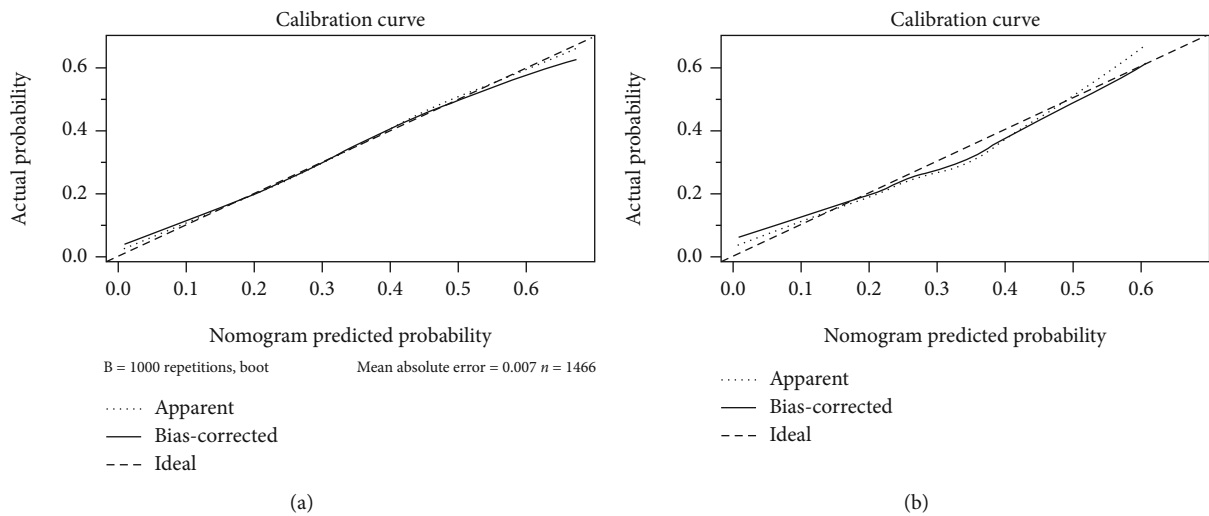 Calibration curve
Actual probability
0.6
0.4
0.2
0.0
0.0 0.1 0.2 0.3 0.4 0.5 0.6
Nomogram predicted probability
B = 1000 repetitions, boot Mean absolute error = 0.007 n = 1466
Apparent
Bias-corrected
Ideal
(a)
Calibration curve
Actual probability
0.6
0.4
0.2
0.0
0.0 0.1 0.2 0.3 0.4 0.5 0.6
Nomogram predicted probability
Apparent
Bias-corrected
Ideal
(b)